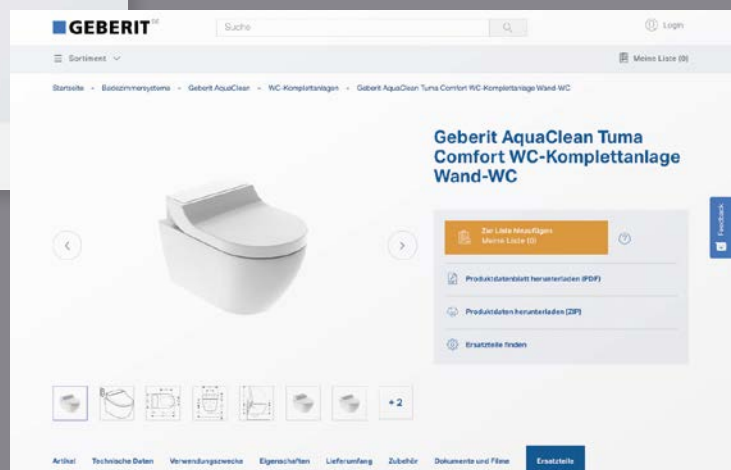 GEBERIT DE
Suche
Login
Sortiment
Meine Liste (0)
Startseite - Badezimmersysteme - Geberit AquaClean - WC-Komplettanlagen - Geberit AquaClean Tuma Comfort WC-Komplettanlage Wand-WC
Geberit AquaClean Tuma
Comfort WC-Komplettanlage
Wand-WC
Zur Liste hinzufügen
Meine Liste (0)
?
Produktdatenblatt herunterladen (PDF)
Produktdaten herunterladen (ZIP)
Ersatzteile finden
Feedback
+ 2
Artikel Technische Daten Verwendungszwecke Eigenschaften Lieferumfang Zubehör Dokumente und Filme Ersatzteile